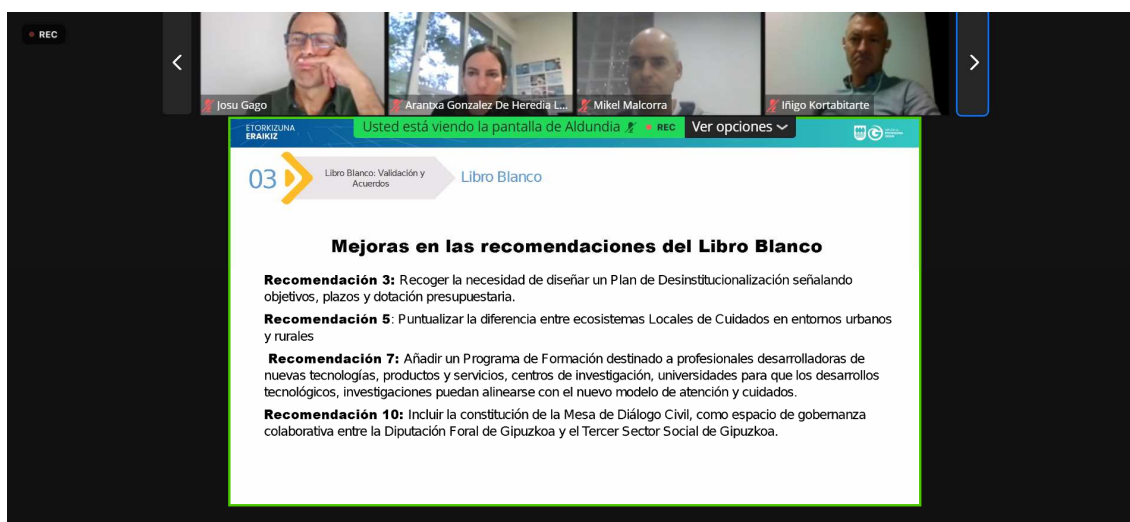 REC
Josu Gago
Arantxa Gonzalez De Heredia L...
Mikel Malcorra
Iñigo Kortabitarte
ETORKIZUNA
ERAIKIZ
Usted está viendo la pantalla de Aldundia
REC
Ver opciones
03
Libro Blanco: Validación y
Acuerdos
Libro Blanco
Mejoras en las recomendaciones del Libro Blanco
Recomendación 3: Recoger la necesidad de diseñar un Plan de Desinstitucionalización señalando
objetivos, plazos y dotación presupuestaria.
Recomendación 5: Puntualizar la diferencia entre ecosistemas Locales de Cuidados en entornos urbanos
y rurales
Recomendación 7: Añadir un Programa de Formación destinado a profesionales desarrolladoras de
nuevas tecnologías, productos y servicios, centros de investigación, universidades para que los desarrollos
tecnológicos, investigaciones puedan alinearse con el nuevo modelo de atención y cuidados.
Recomendación 10: Incluir la constitución de la Mesa de Diálogo Civil, como espacio de gobernanza
colaborativa entre la Diputación Foral de Gipuzkoa y el Tercer Sector Social de Gipuzkoa.